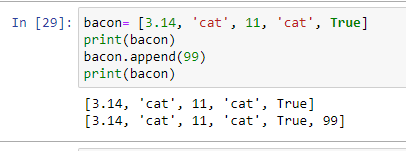 In [29]: bacon= [3.14, 'cat', 11, 'cat', True]
print(bacon)
bacon.append(99)
print(bacon)
[3.14, 'cat', 11, 'cat', True]
[3.14, 'cat', 11, 'cat', True, 99]